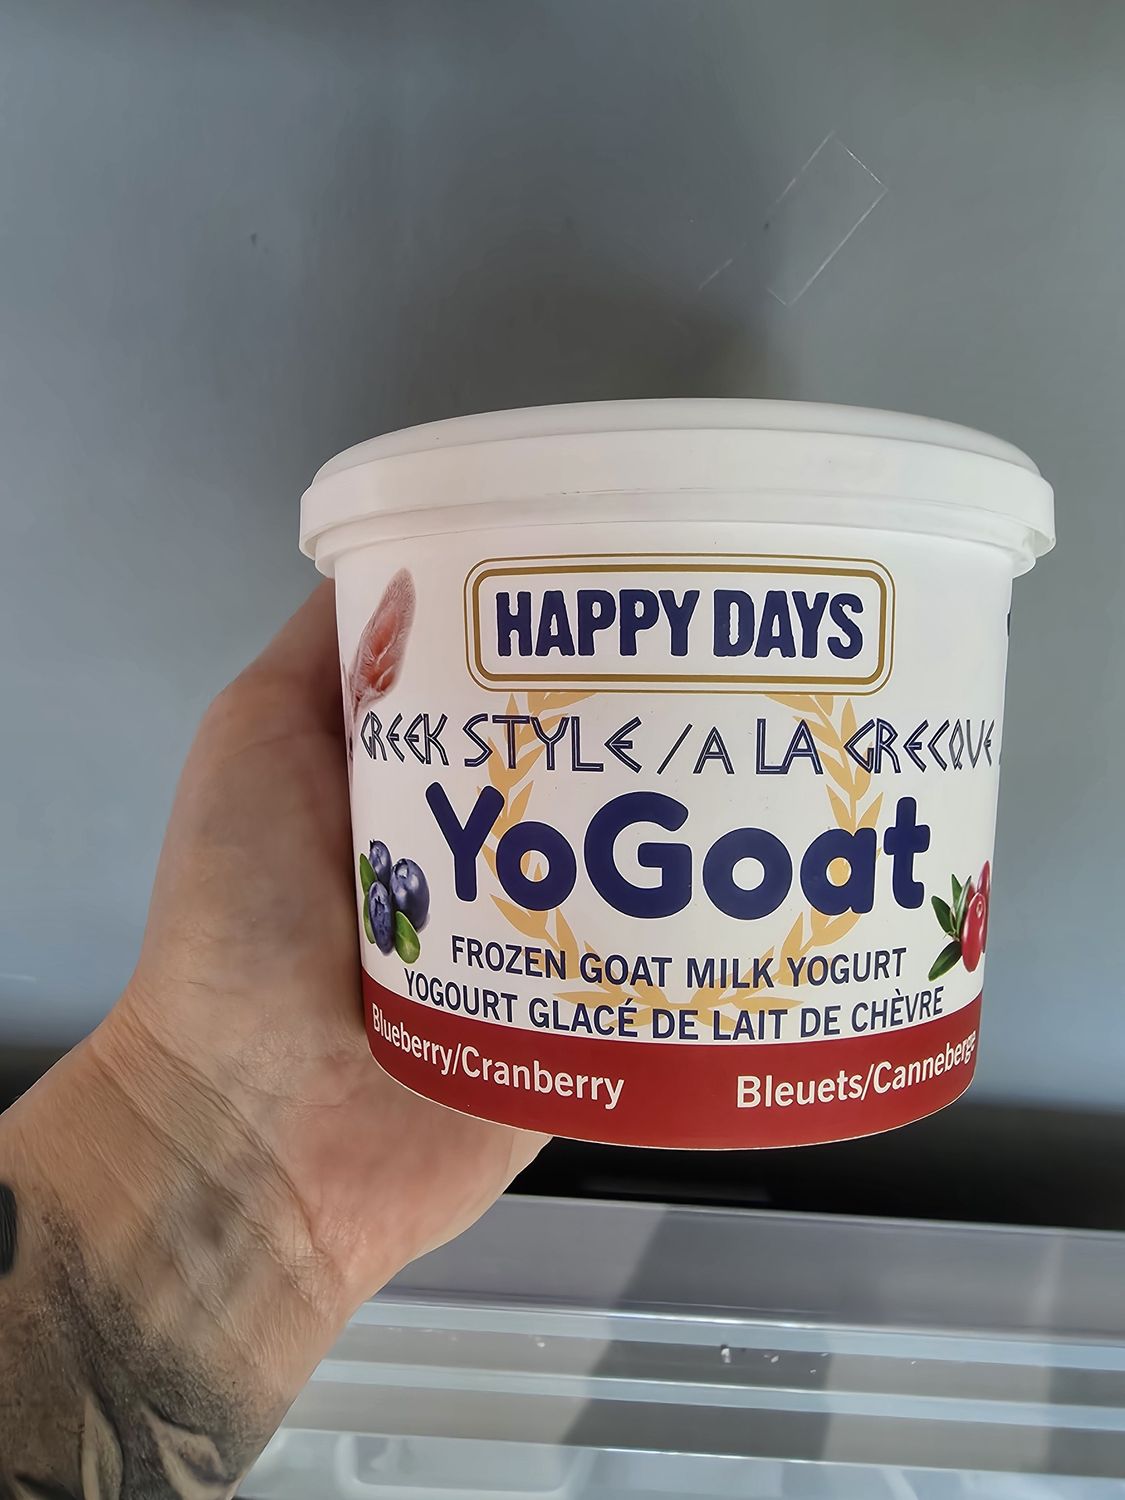 HAPPY DAYS
GREEK STYLE / A LA GRECQUE
YoGoat
FROZEN GOAT MILK YOGURT
YOGOURT GLACÉ DE LAIT DE CHÈVRE
Blueberry/Cranberry Bleuets/Canneberge